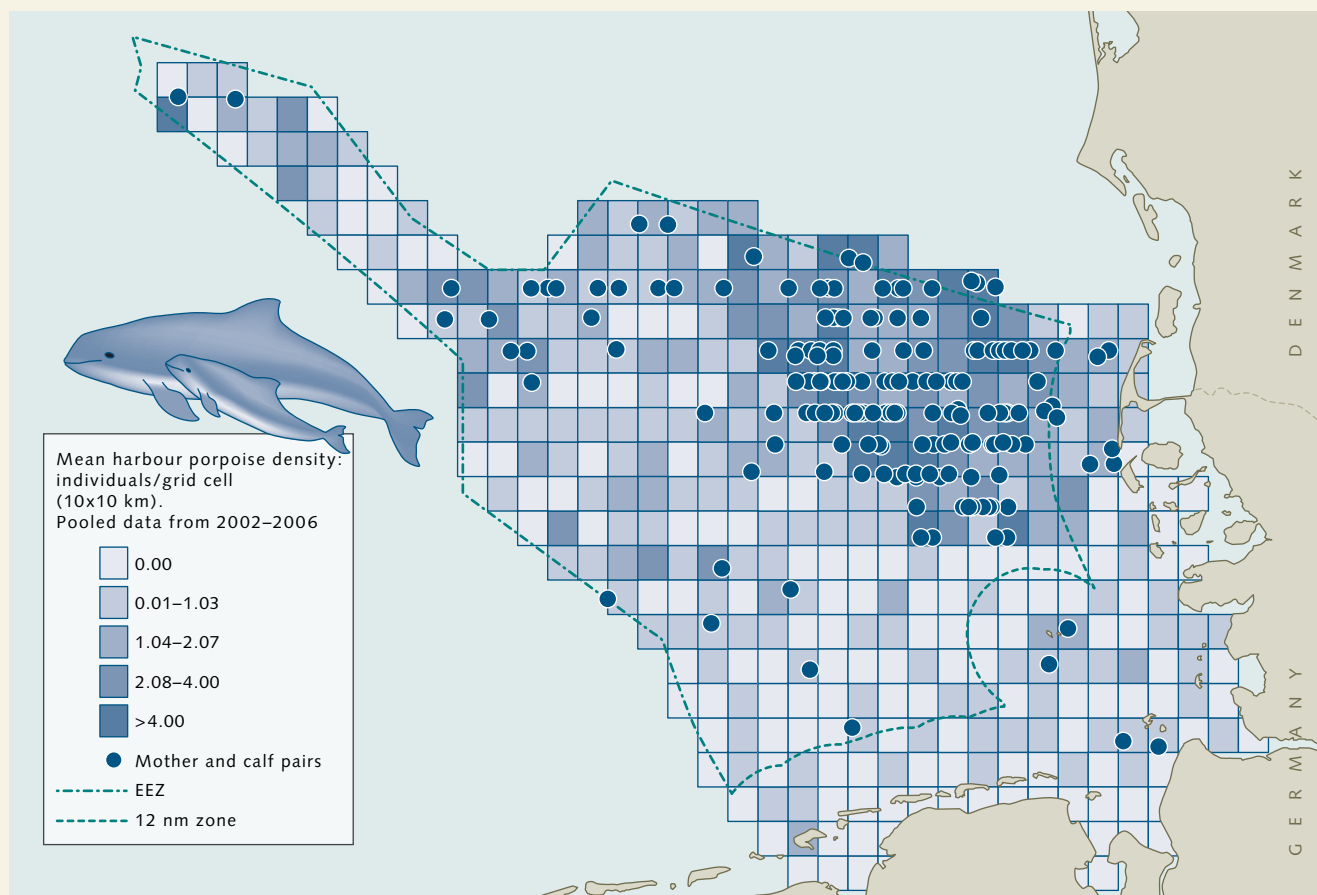 Mean harbour porpoise density:
individuals/grid cell
(10x10 km).
Pooled data from 2002–2006
0.00
0.01–1.03
1.04–2.07
2.08–4.00
>4.00
Mother and calf pairs
EEZ
12 nm zone
DENMARK
GERMANY